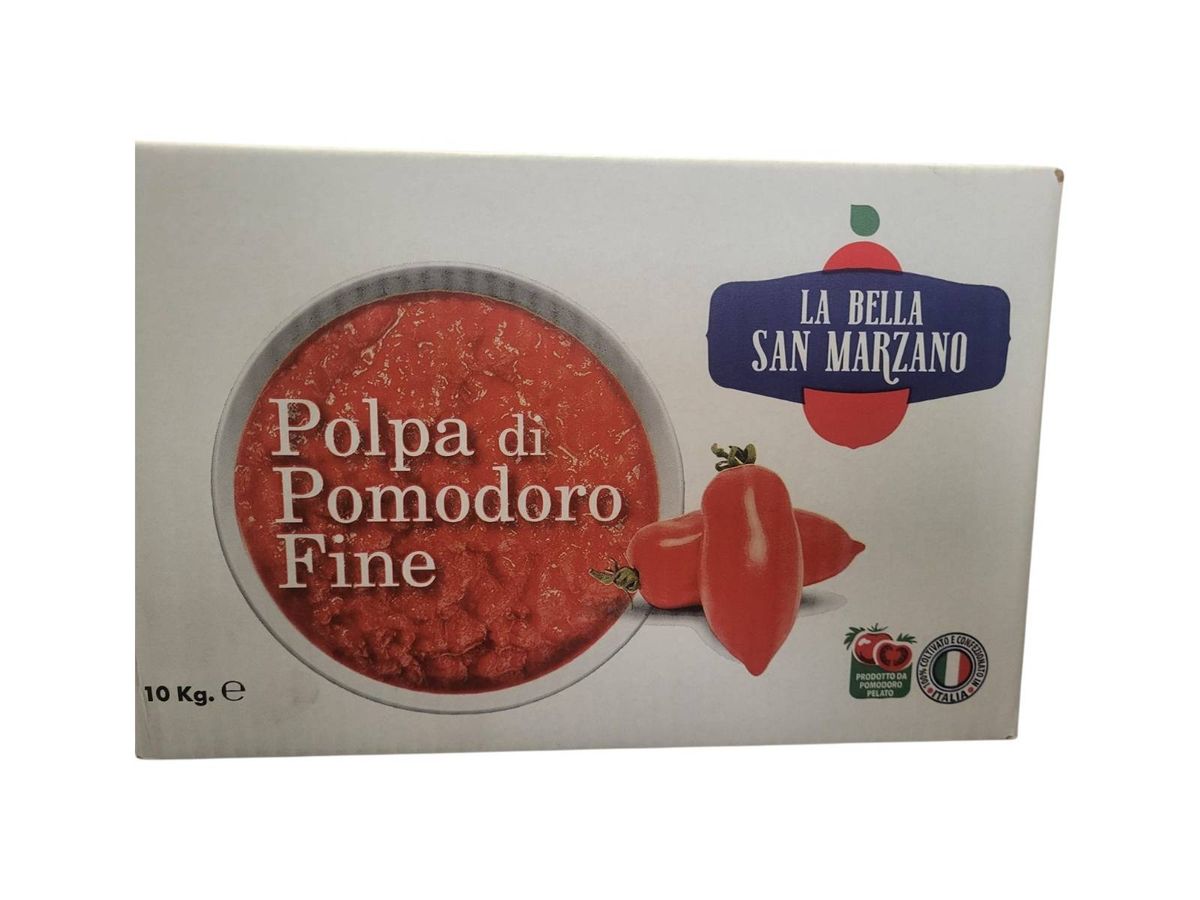 LA BELLA
SAN MARZANO
Polpa di
Pomodoro
Fine
10 Kg. ℮
PRODOTTO DA
POMODORO
PELATO
100% COLTIVATO E CONFEZIONATO IN
ITALIA